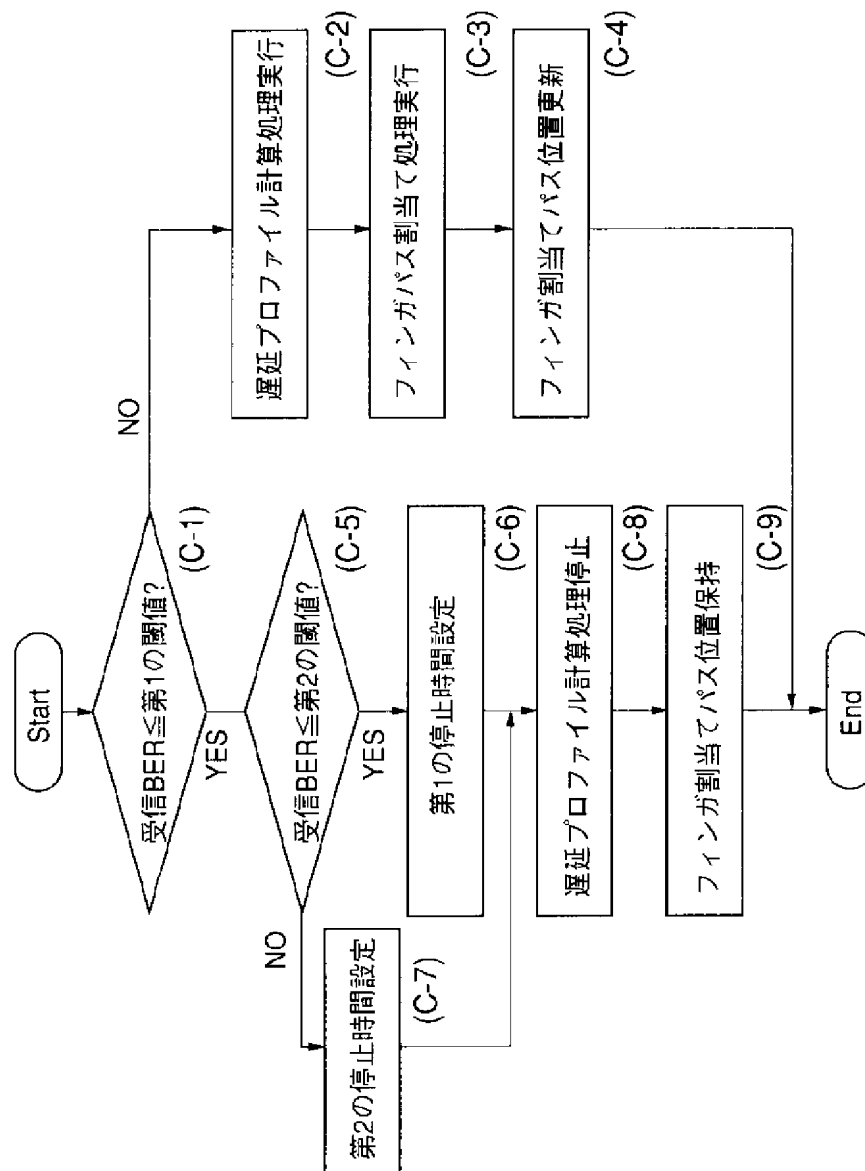 Start
受信BER≦第1の閾値?
(C-1)
NO
YES
遅延プロファイル計算処理実行
(C-2)
フィンガパス割当て処理実行
(C-3)
フィンガ割当てパス位置更新
(C-4)
受信BER≦第2の閾値?
(C-5)
NO
YES
第1の停止時間設定
(C-6)
第2の停止時間設定
(C-7)
遅延プロファイル計算処理停止
(C-8)
フィンガ割当てパス位置保持
(C-9)
End